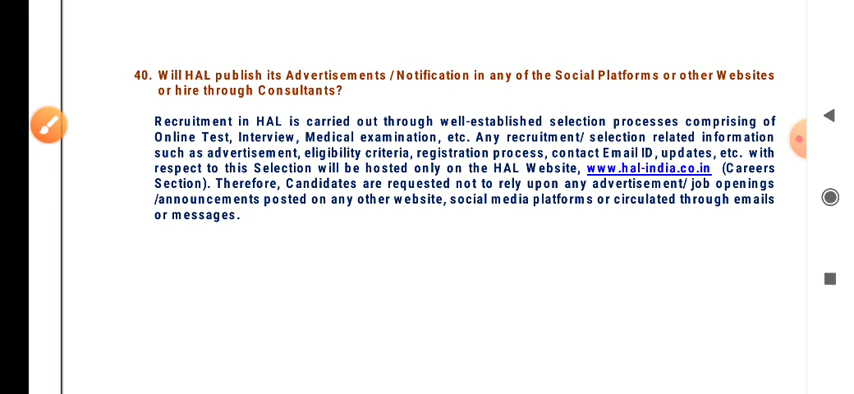 40. Will HAL publish its Advertisements /Notification in any of the Social Platforms or other Websites
or hire through Consultants?
Recruitment in HAL is carried out through well-established selection processes comprising of
Online Test, Interview, Medical examination, etc. Any recruitment/ selection related information
such as advertisement, eligibility criteria, registration process, contact Email ID, updates, etc. with
respect to this Selection will be hosted only on the HAL Website, www.hal-india.co.in (Careers
Section). Therefore, Candidates are requested not to rely upon any advertisement/ job openings
/announcements posted on any other website, social media platforms or circulated through emails
or messages.